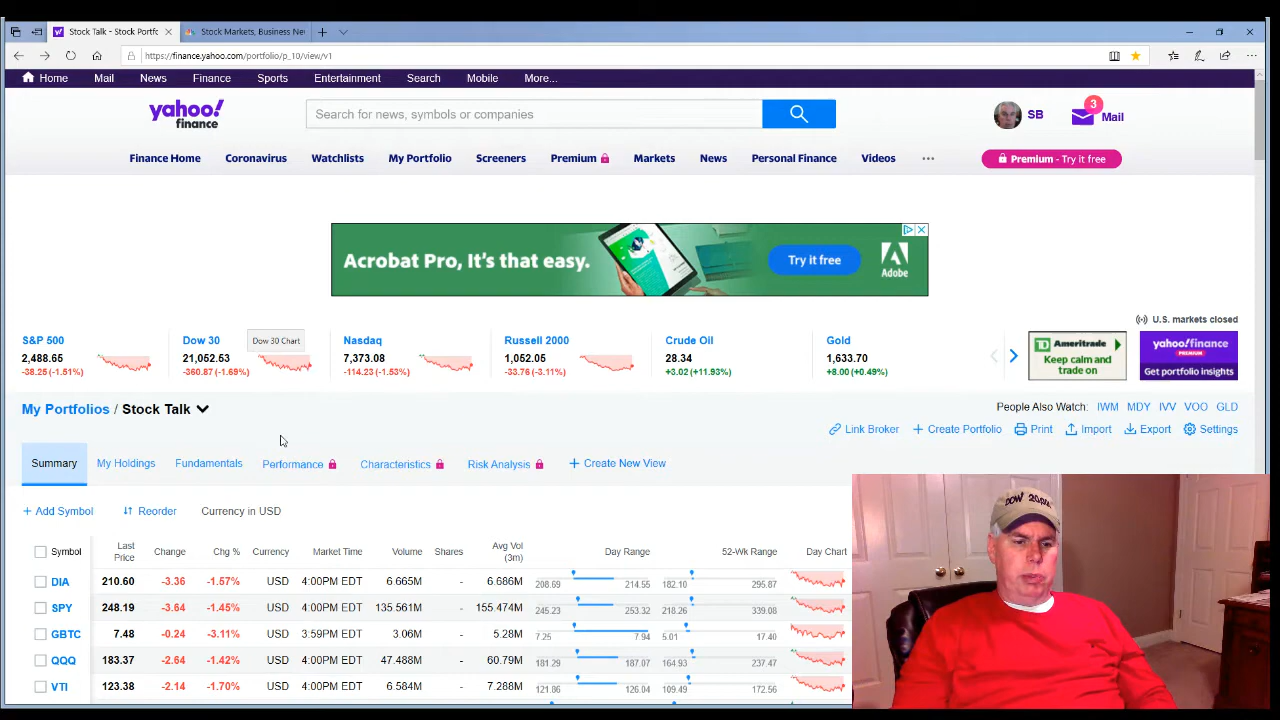 Stock Talk - Stock Portfo
Stock Markets, Business Nev
https://finance.yahoo.com/portfolio/p_10/view/v1
Home Mail News Finance Sports Entertainment Search Mobile More...
yahoo!
finance
Search for news, symbols or companies
SB
3
Mail
Finance Home Coronavirus Watchlists My Portfolio Screeners Premium Markets News Personal Finance Videos ... Premium - Try it free
Acrobat Pro, It's that easy.
Try it free
Adobe
U.S. markets closed
S&P 500 Dow 30 Dow 30 Chart Nasdaq Russell 2000 Crude Oil Gold
2,488.65 21,052.53 7,373.08 1,052.05 28.34 1,633.70
-38.25 (-1.51%) -360.87 (-1.69%) -114.23 (-1.53%) -33.76 (-3.11%) +3.02 (+11.93%) +8.00 (+0.49%)
Ameritrade
Keep calm and
trade on
yahoo!finance
PREMIUM
Get portfolio insights
My Portfolios / Stock Talk
People Also Watch: IWM MDY IVV VOO GLD
Link Broker + Create Portfolio Print Import Export Settings
Summary My Holdings Fundamentals Performance Characteristics Risk Analysis + Create New View
+ Add Symbol Reorder Currency in USD
Symbol Last Price Change Chg % Currency Market Time Volume Shares Avg Vol (3m) Day Range 52-Wk Range Day Chart
DIA 210.60 -3.36 -1.57% USD 4:00PM EDT 6.665M - 6.686M 208.69 214.55 182.10 295.87
SPY 248.19 -3.64 -1.45% USD 4:00PM EDT 135.561M - 155.474M 245.23 253.32 218.26 339.08
GBTC 7.48 -0.24 -3.11% USD 3:59PM EDT 3.06M - 5.28M 7.25 7.94 5.01 17.40
QQQ 183.37 -2.64 -1.42% USD 4:00PM EDT 47.488M - 60.79M 181.29 187.07 164.93 237.47
VTI 123.38 -2.14 -1.70% USD 4:00PM EDT 6.584M - 7.288M 121.86 126.04 109.49 172.56